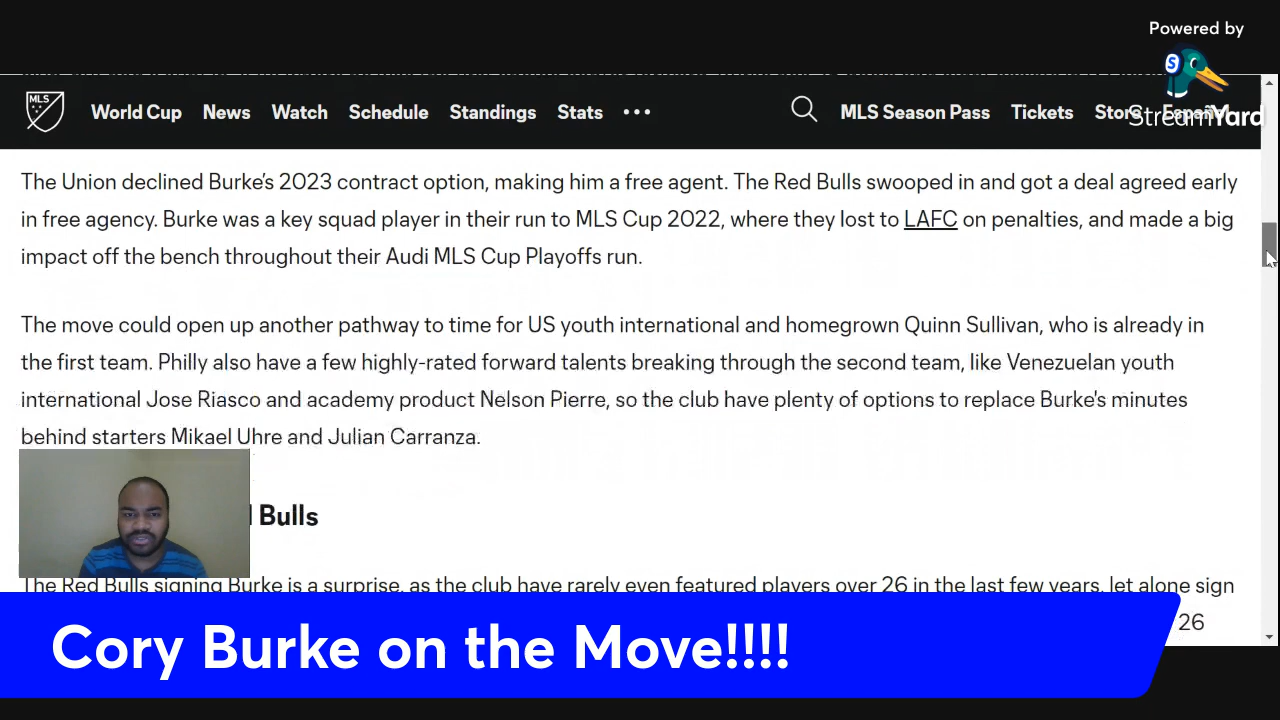 Powered by
StreamYard
MLS
World Cup News Watch Schedule Standings Stats ••• MLS Season Pass Tickets Store Español
The Union declined Burke's 2023 contract option, making him a free agent. The Red Bulls swooped in and got a deal agreed early
in free agency. Burke was a key squad player in their run to MLS Cup 2022, where they lost to LAFC on penalties, and made a big
impact off the bench throughout their Audi MLS Cup Playoffs run.
The move could open up another pathway to time for US youth international and homegrown Quinn Sullivan, who is already in
the first team. Philly also have a few highly-rated forward talents breaking through the second team, like Venezuelan youth
international Jose Riasco and academy product Nelson Pierre, so the club have plenty of options to replace Burke's minutes
behind starters Mikael Uhre and Julian Carranza.
Bulls
The Red Bulls signing Burke is a surprise, as the club have rarely even featured players over 26 in the last few years, let alone sign
26
Cory Burke on the Move!!!!